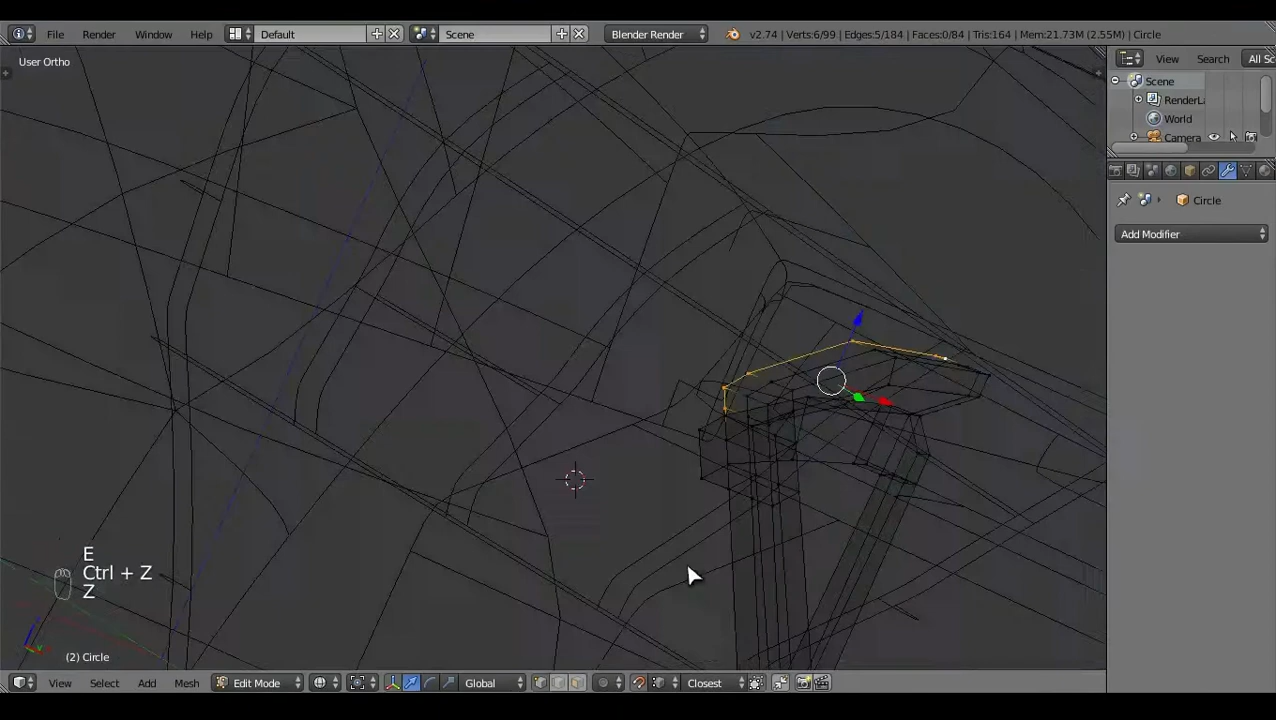 File Render Window Help Default Scene Blender Render v2.74 | Verts:6/99 | Edges:5/184 | Faces:0/84 | Tris:164 | Mem:21.73M (2.55M) | Circle
User Ortho
View Search All Sc
Scene
RenderLa
World
Camera
Circle
Add Modifier
E
Ctrl + Z
Z
(2) Circle
View Select Add Mesh Edit Mode Global Closest